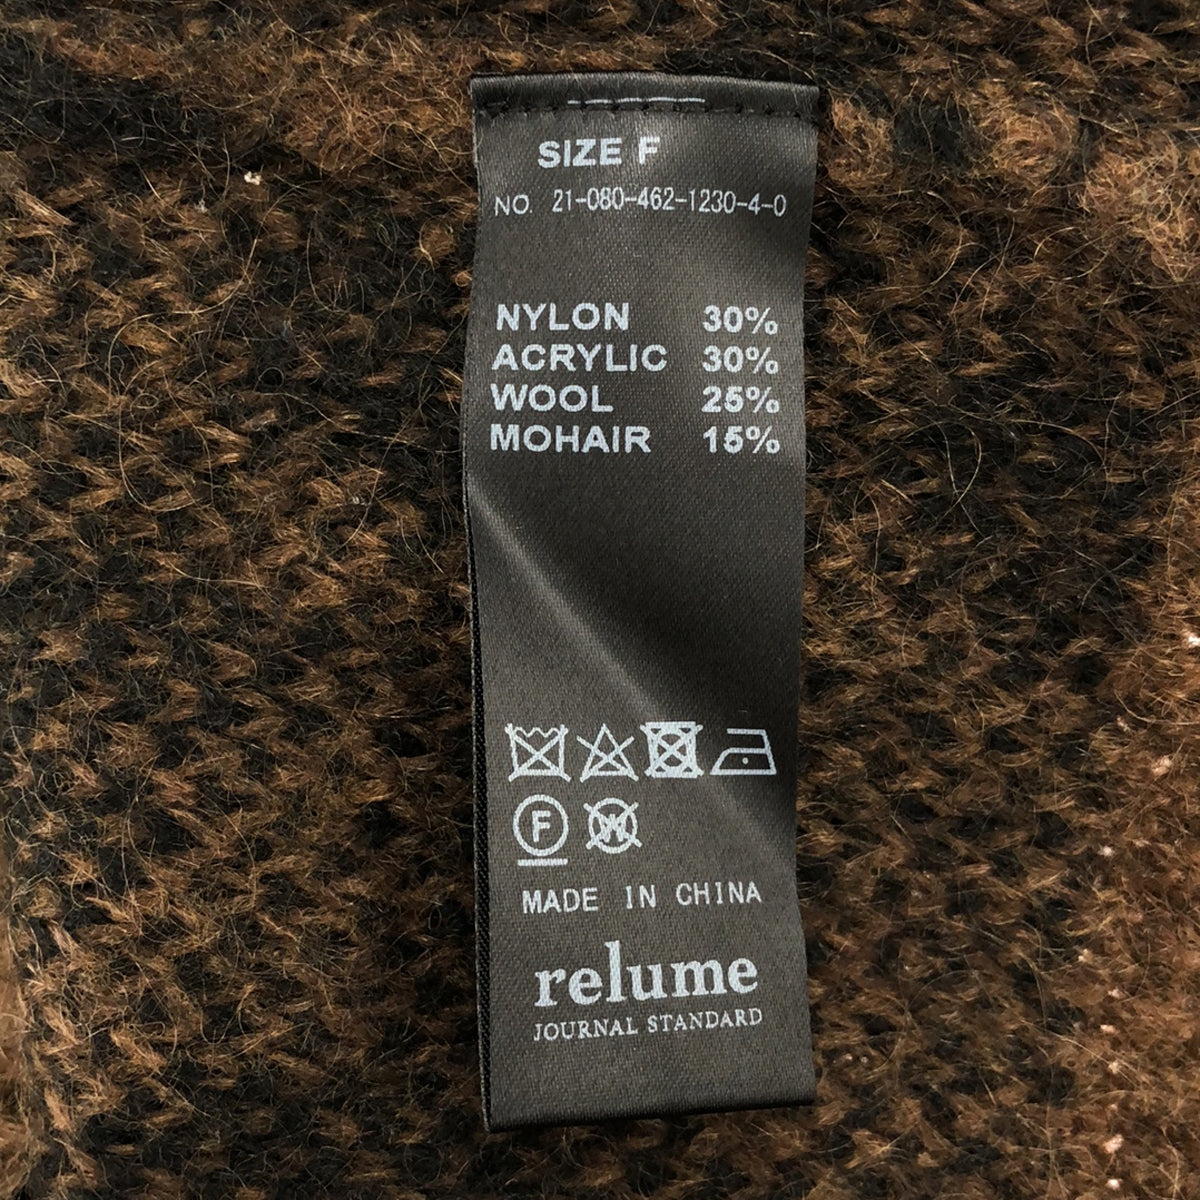 SIZE F
NO. 21-080-462-1230-4-0
NYLON 30%
ACRYLIC 30%
WOOL 25%
MOHAIR 15%
F W
MADE IN CHINA
relume
JOURNAL STANDARD